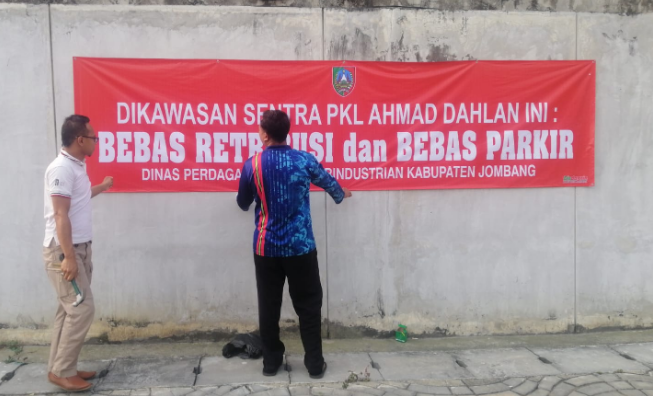 DIKAWASAN SENTRA PKL AHMAD DAHLAN INI :
BEBAS dan BEBAS PARKIR
DINAS KABUPATEN JOMBANG